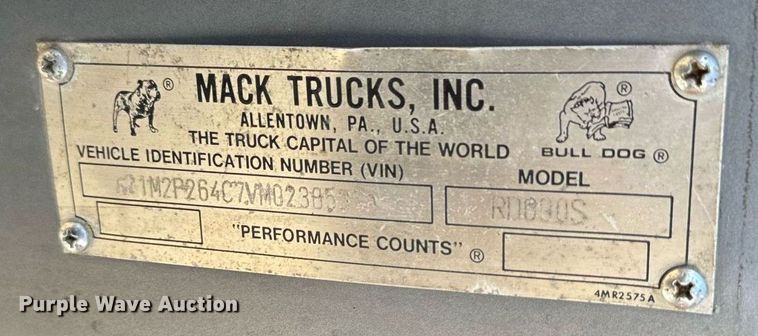 MACK TRUCKS, INC.
ALLENTOWN, PA., U.S.A.
THE TRUCK CAPITAL OF THE WORLD
BULL DOG ®
VEHICLE IDENTIFICATION NUMBER (VIN)
MODEL
"PERFORMANCE COUNTS" ®
4MR2575A
Purple Wave Auction